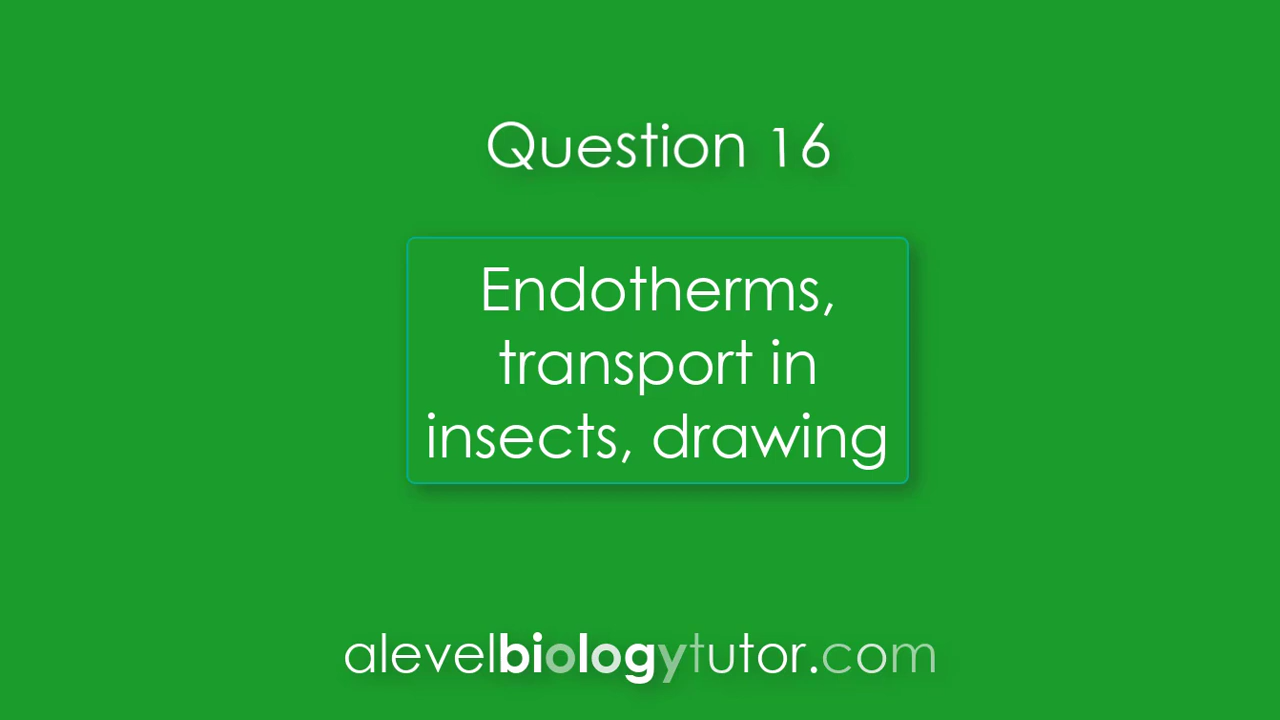 Question 16
Endotherms,
transport in
insects, drawing
alevelbiologytutor.com